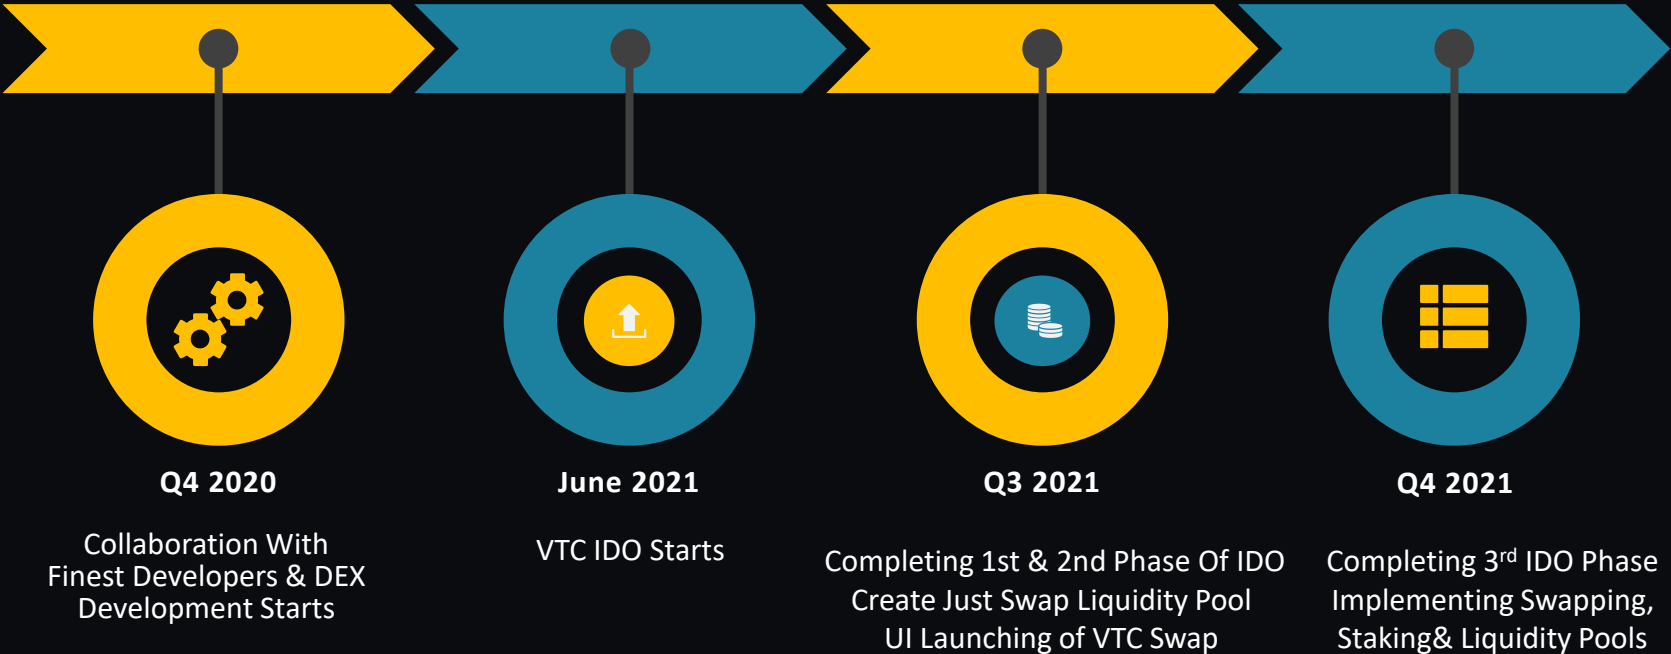 Q4 2020
Collaboration With
Finest Developers & DEX
Development Starts
June 2021
VTC IDO Starts
Q3 2021
Completing 1st & 2nd Phase Of IDO
Create Just Swap Liquidity Pool
UI Launching of VTC Swap
Q4 2021
Completing 3rd IDO Phase
Implementing Swapping,
Staking& Liquidity Pools